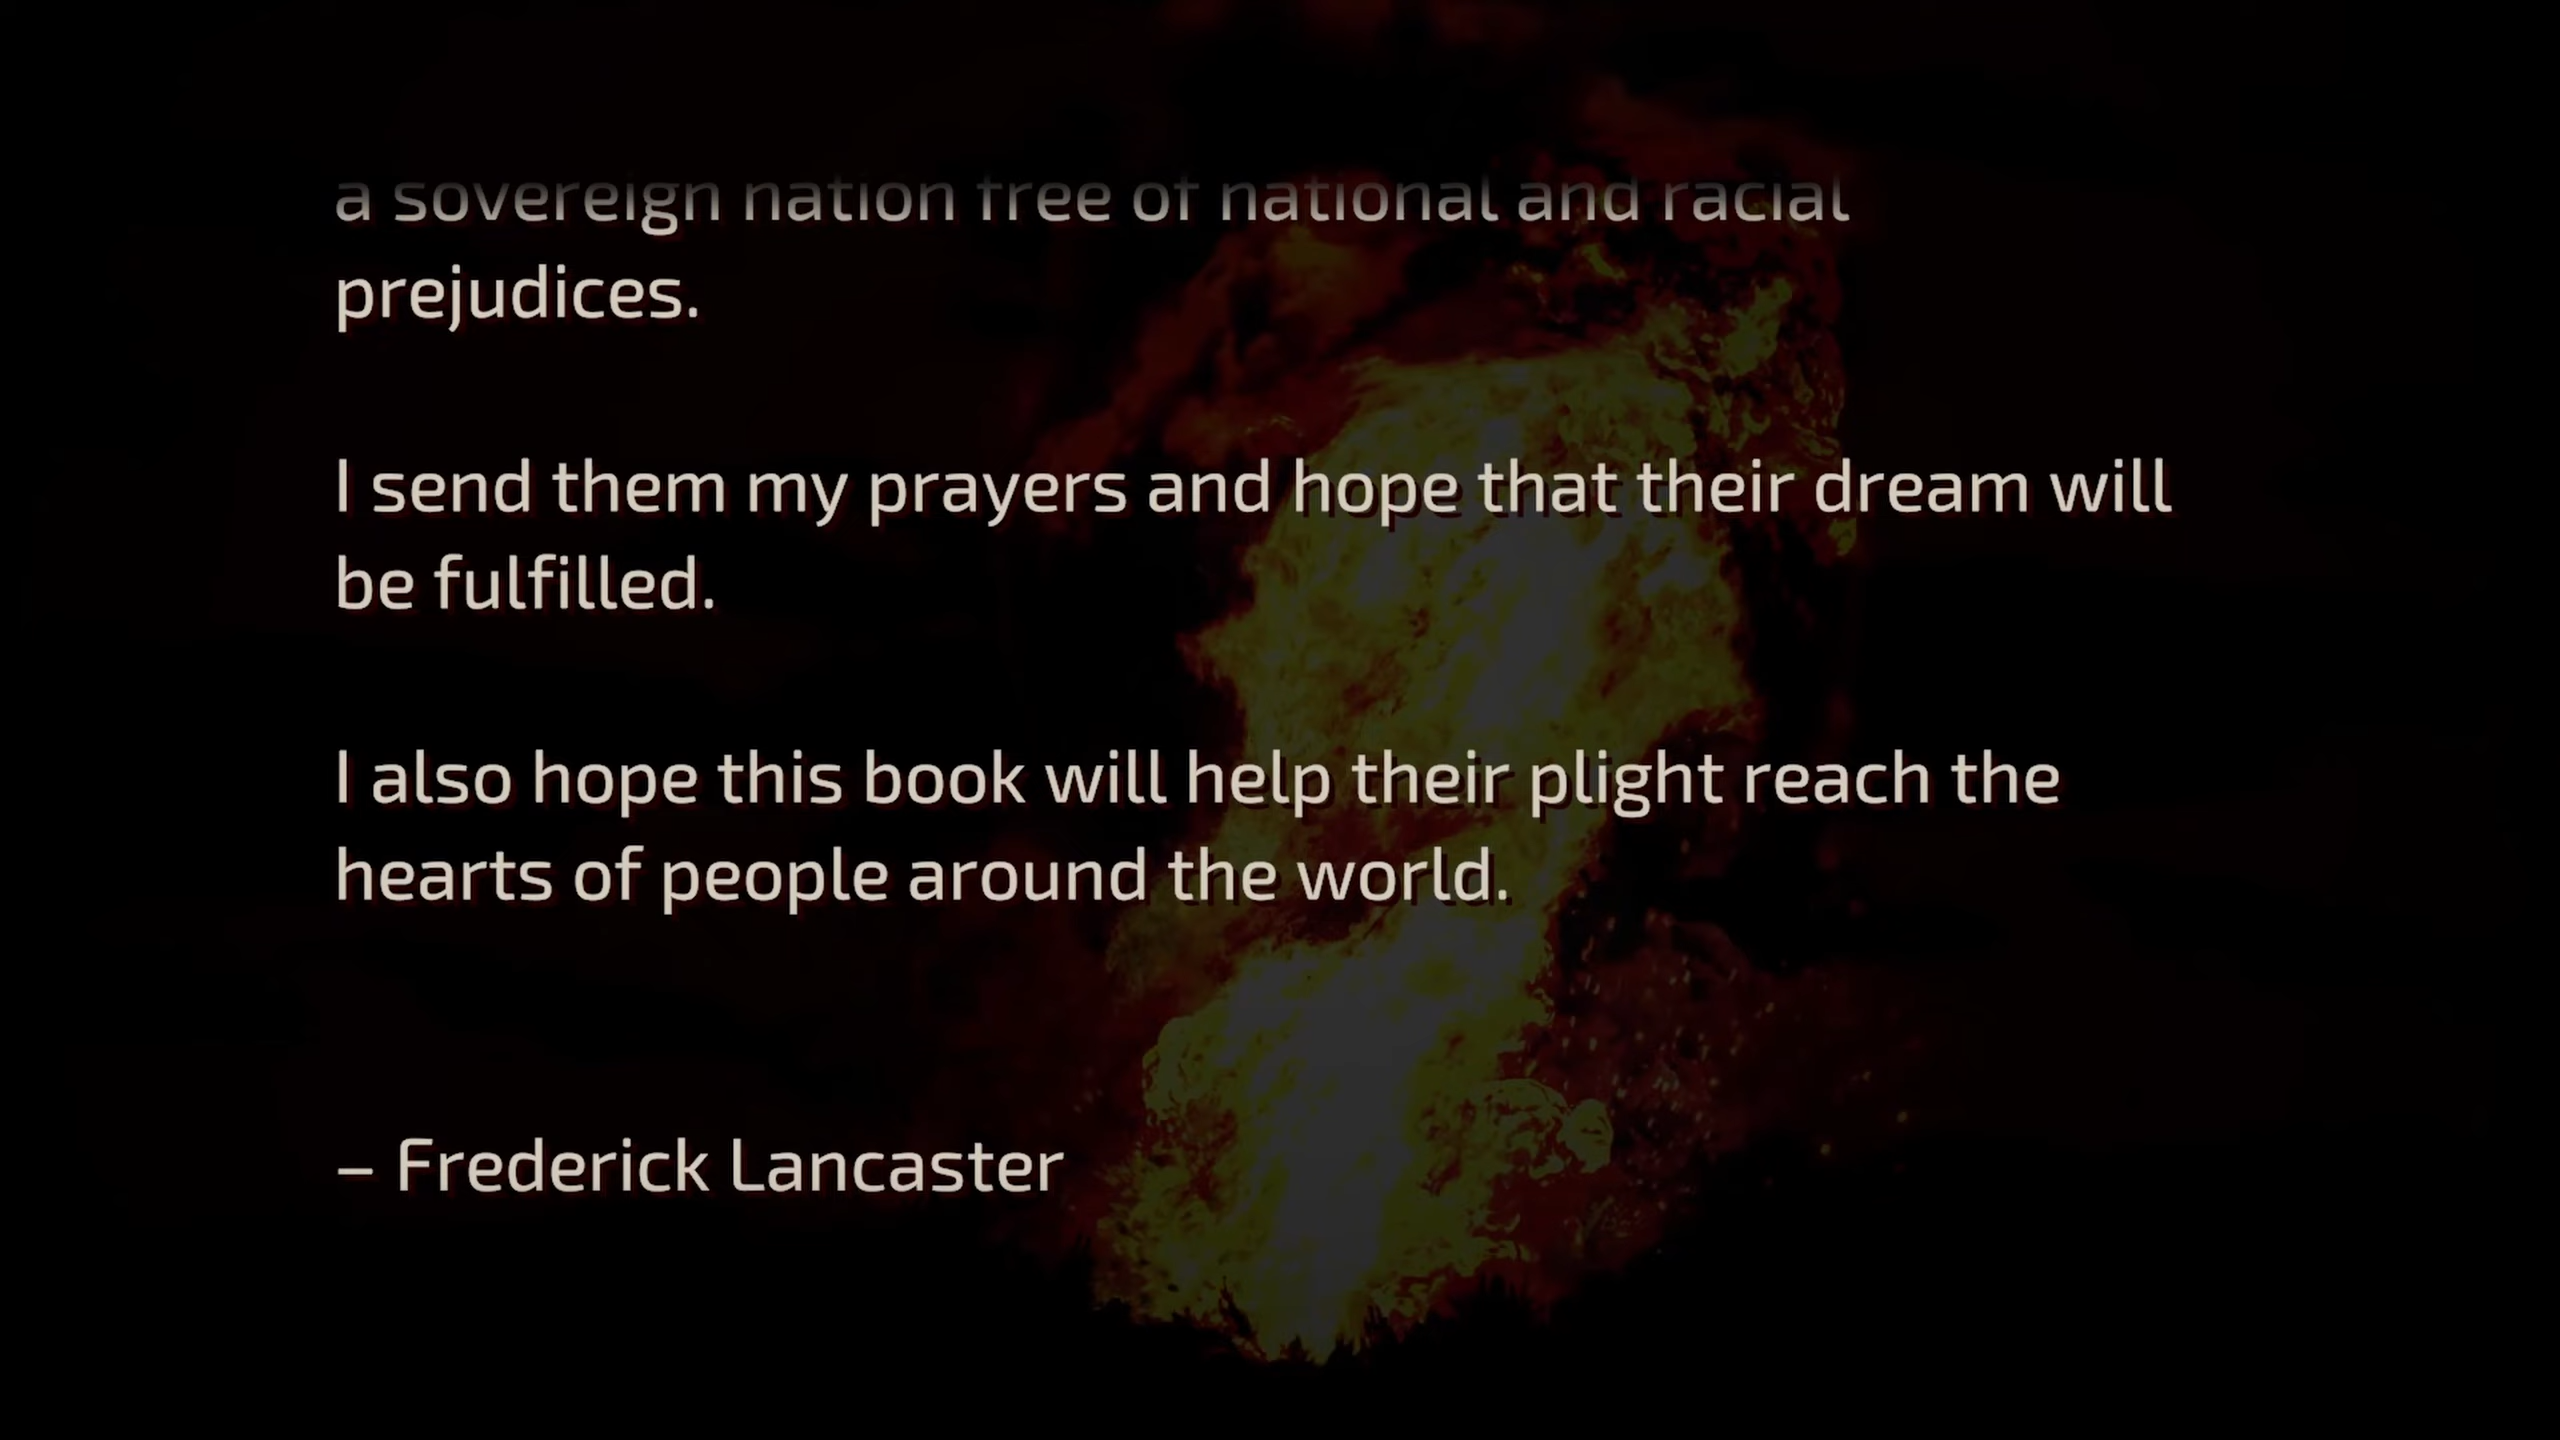 a sovereign nation free of national and racial
prejudices.
I send them my prayers and hope that their dream will
be fulfilled.
I also hope this book will help their plight reach the
hearts of people around the world.
– Frederick Lancaster